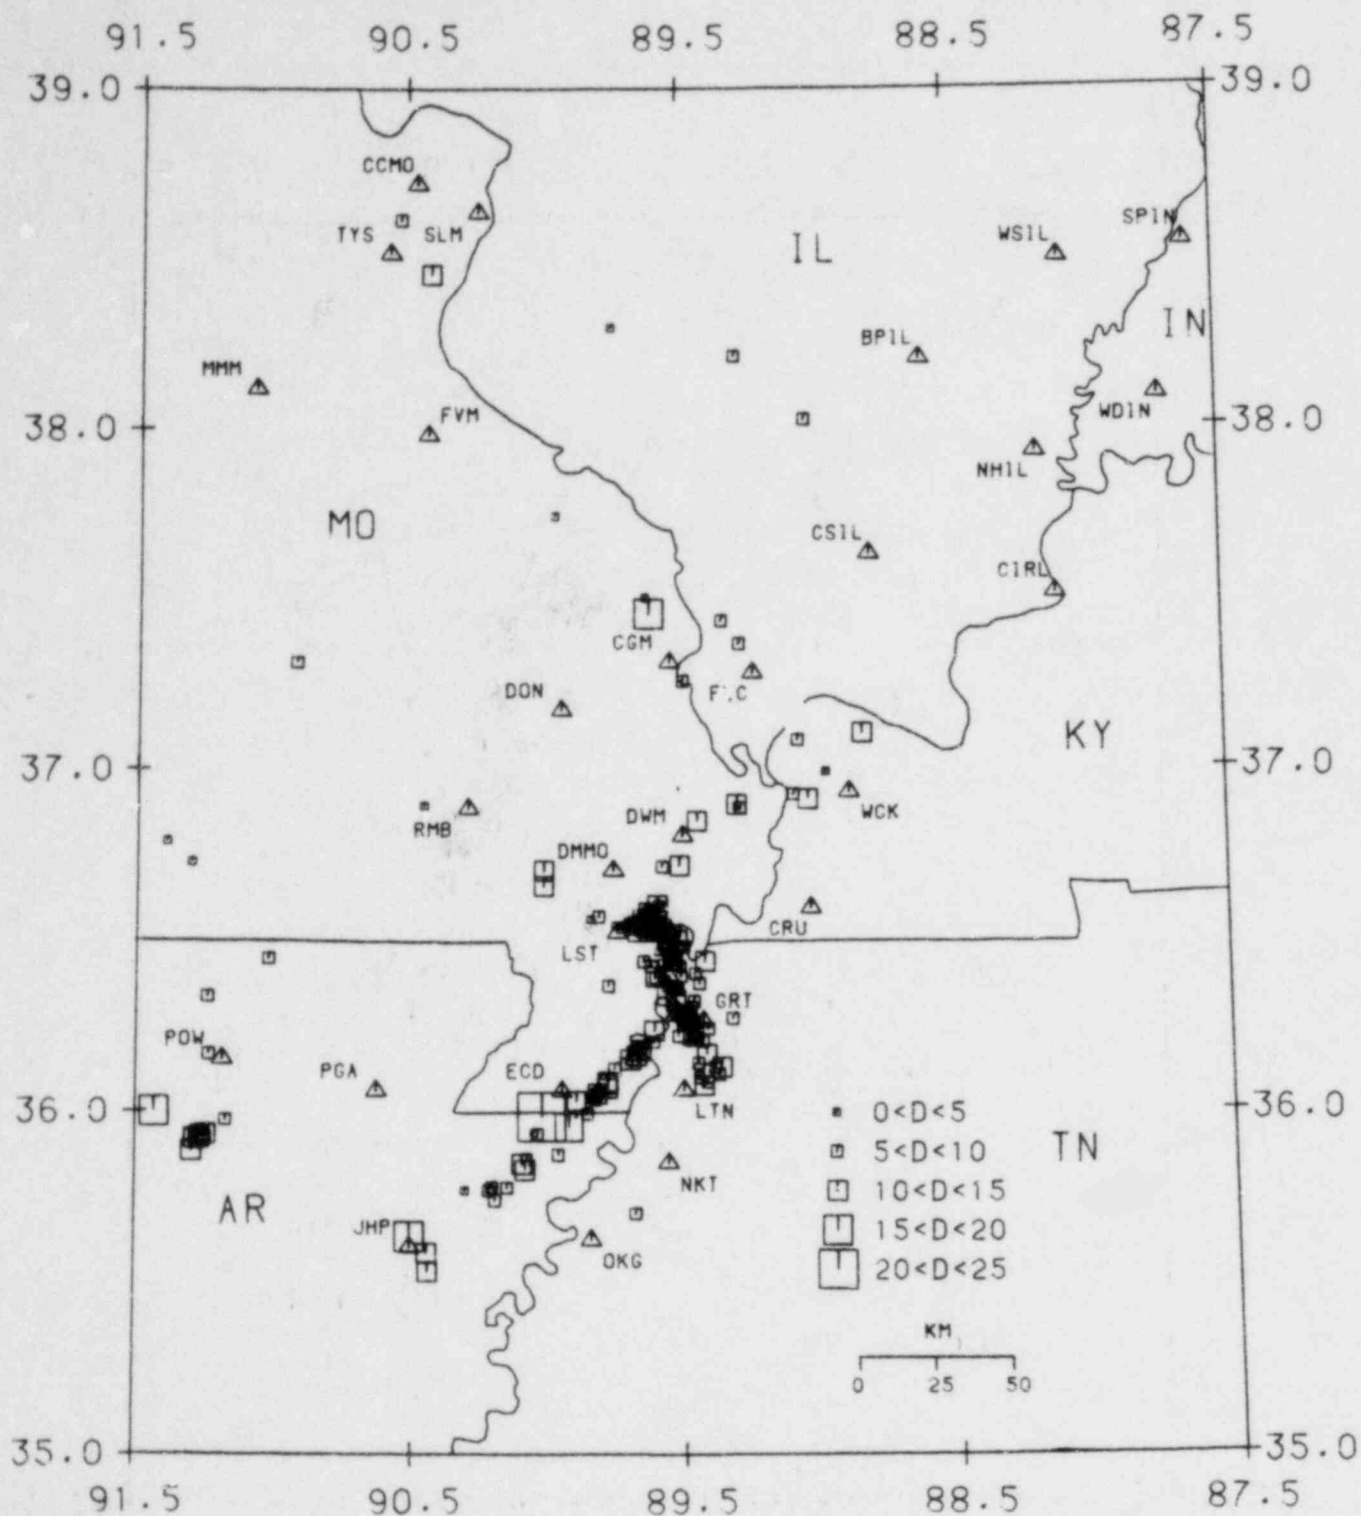 91.5 90.5 89.5 88.5 87.5
39.0 39.0
CCMO
SPIN
TYS SLM IL WSIL
IN
BPIL
MMM
WDIN
FVM
38.0 38.0
NHIL
MO
CSIL
CIRL
CGM
DON
KY
37.0 37.0
WCK
DWM
RMB
DMMO
CRU
LST
GRT
POW
PGA ECD
36.0 36.0
LTN
0<D<5
5<D<10 TN
NKT
10<D<15
AR
JHP 15<D<20
OKG 20<D<25
KM
0 25 50
35.0 35.0
91.5 90.5 89.5 88.5 87.5